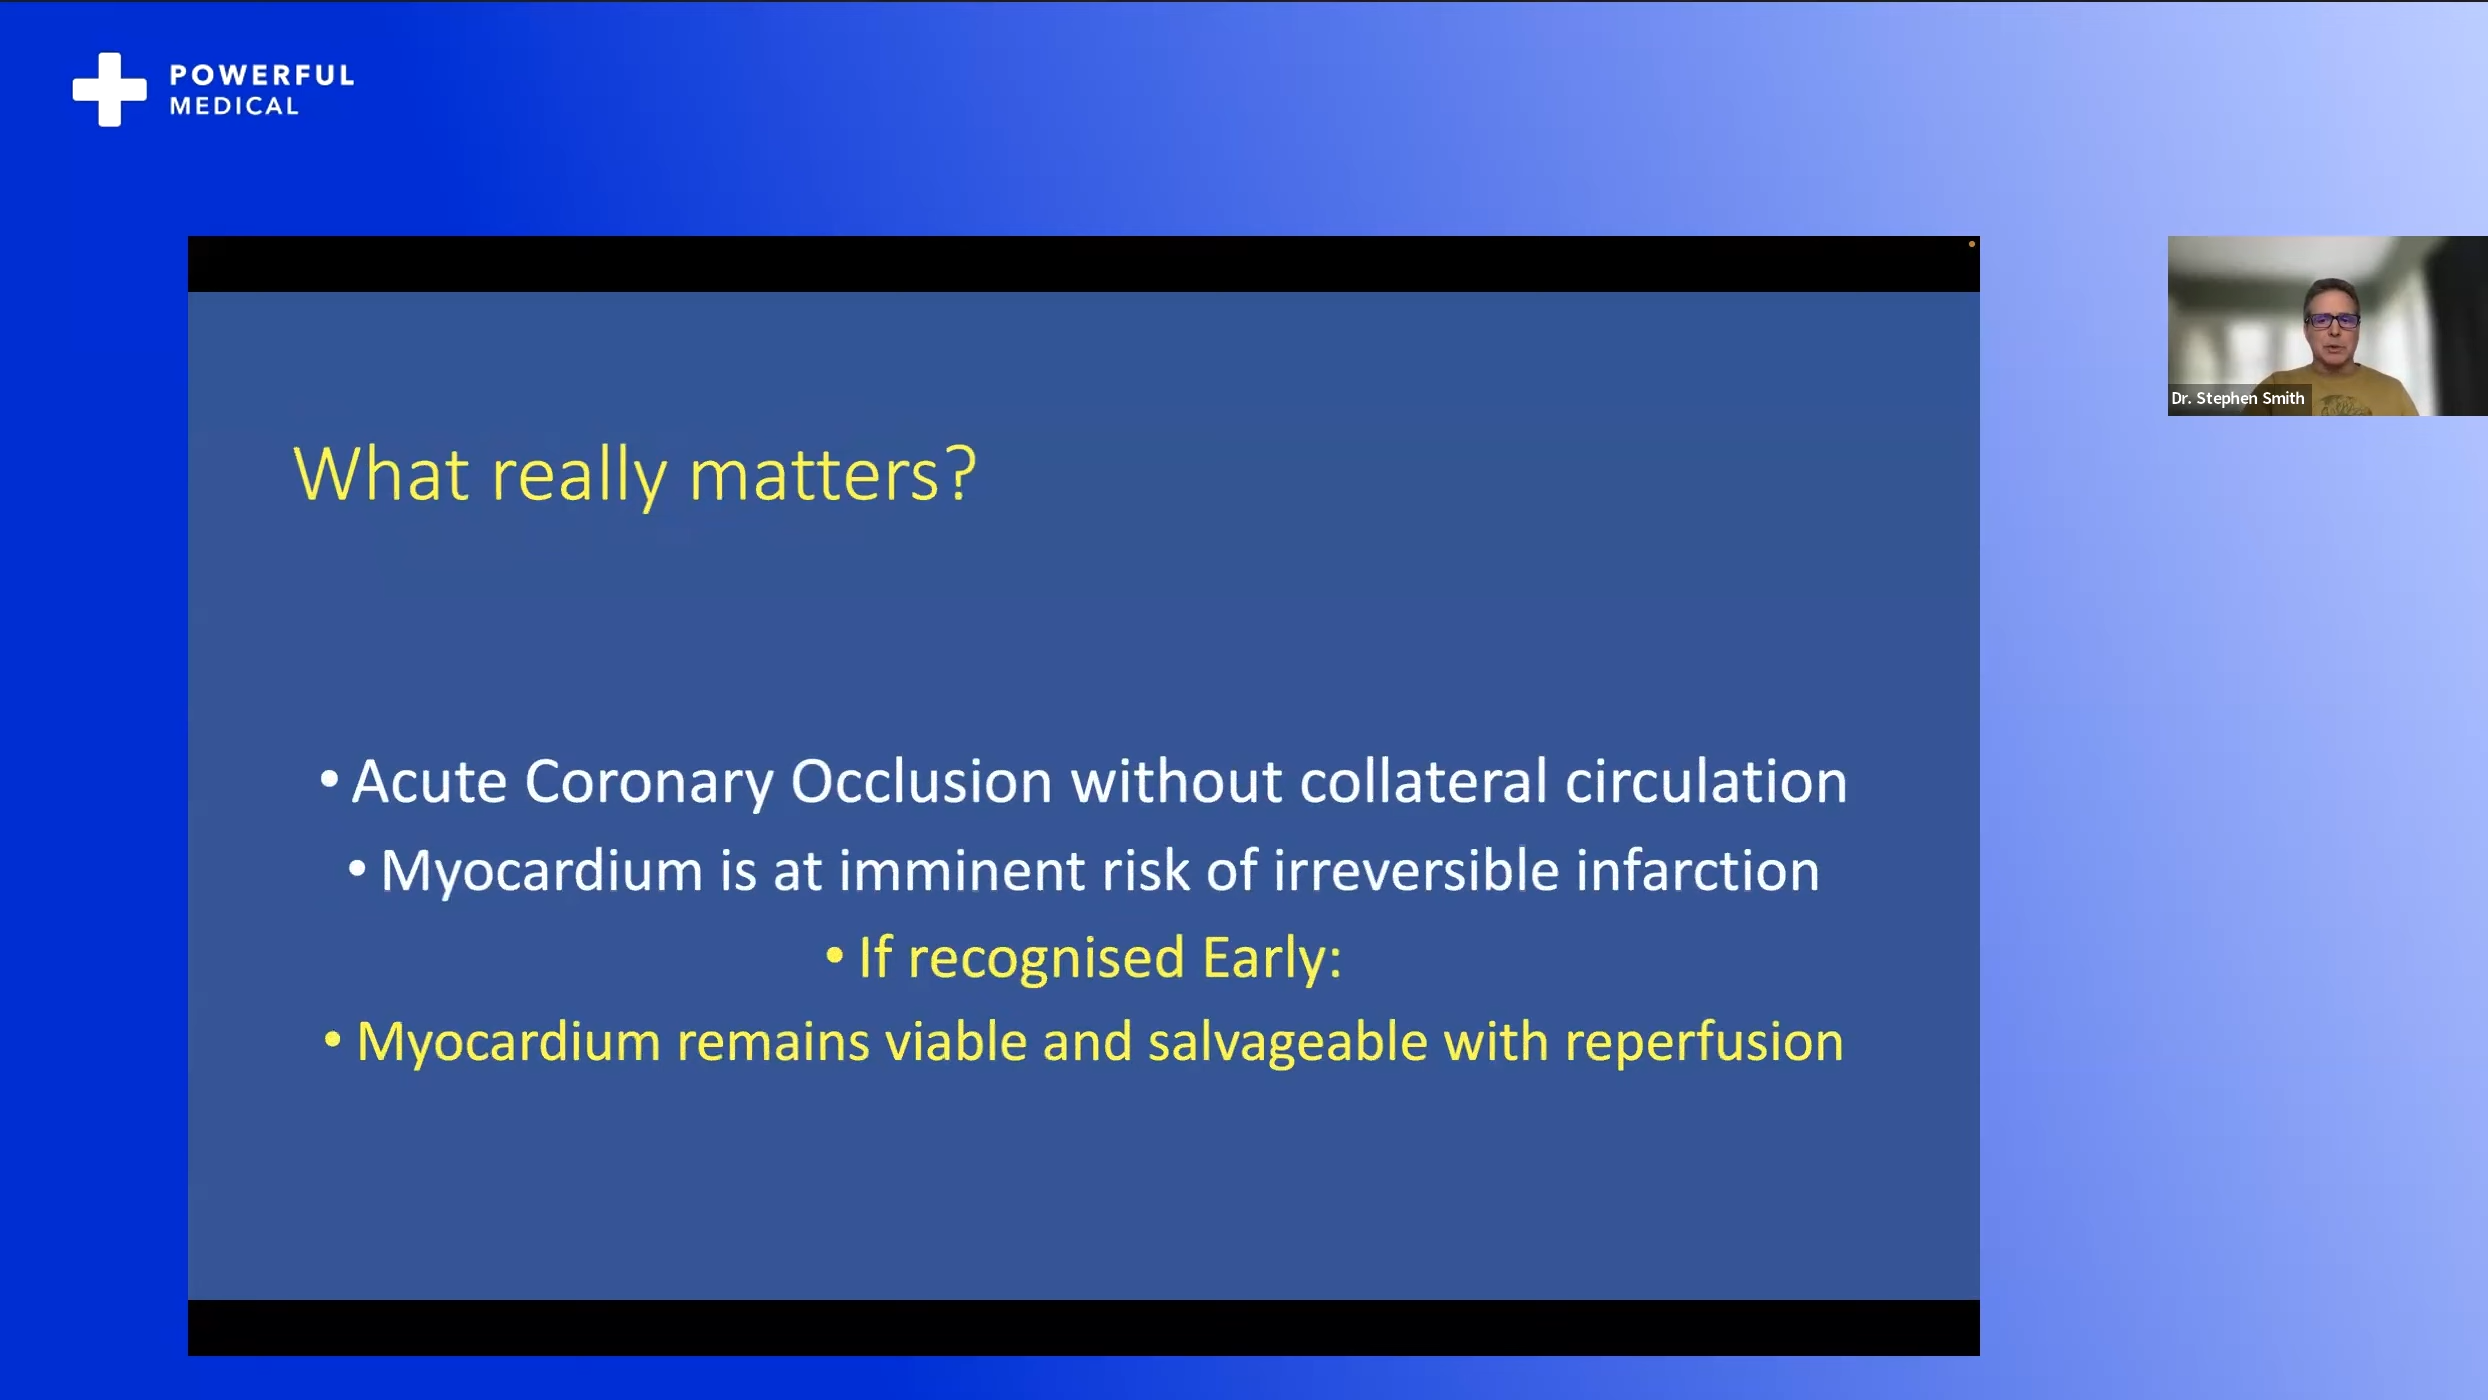 POWERFUL
MEDICAL
What really matters?
• Acute Coronary Occlusion without collateral circulation
• Myocardium is at imminent risk of irreversible infarction
• If recognised Early:
• Myocardium remains viable and salvageable with reperfusion
Dr. Stephen Smith